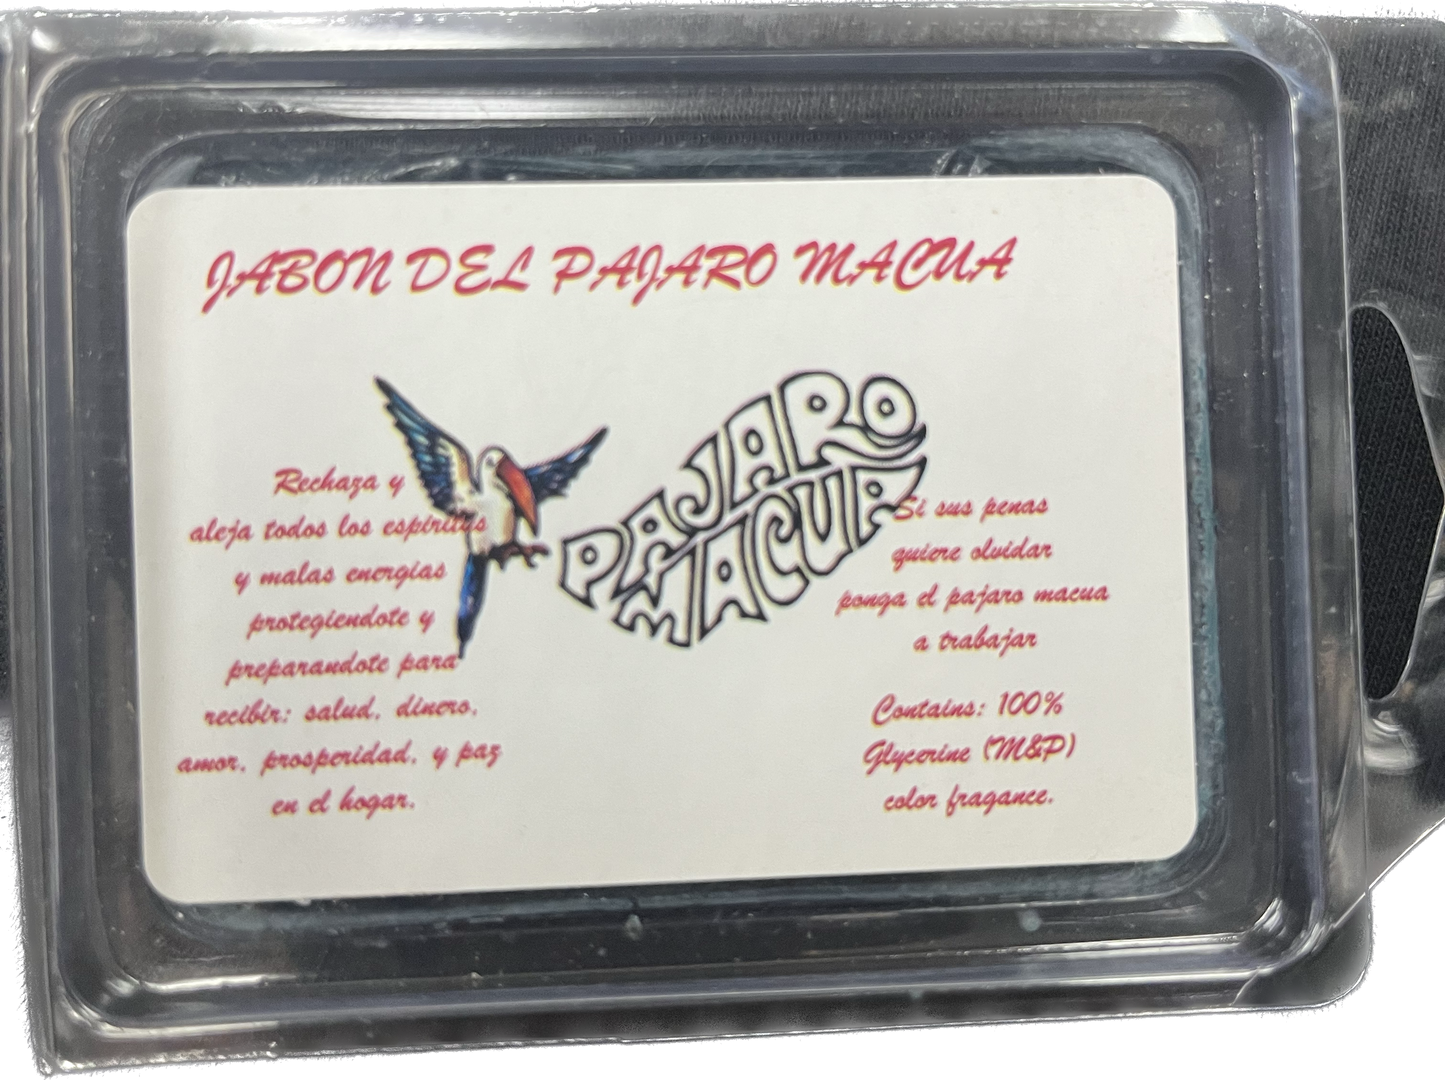 JABON DEL PAJARO MACUA
PAJARO
MACUA
Rechaza y
aleja todos los espiritus
y malas energias
protegiendote y
preparandote para
recibir: salud, dinero,
amor, prosperidad, y paz
en el hogar.
Si sus penas
quiere olvidar
ponga el pajaro macua
a trabajar
Contains: 100%
Glycerine (M&P)
color fragance.